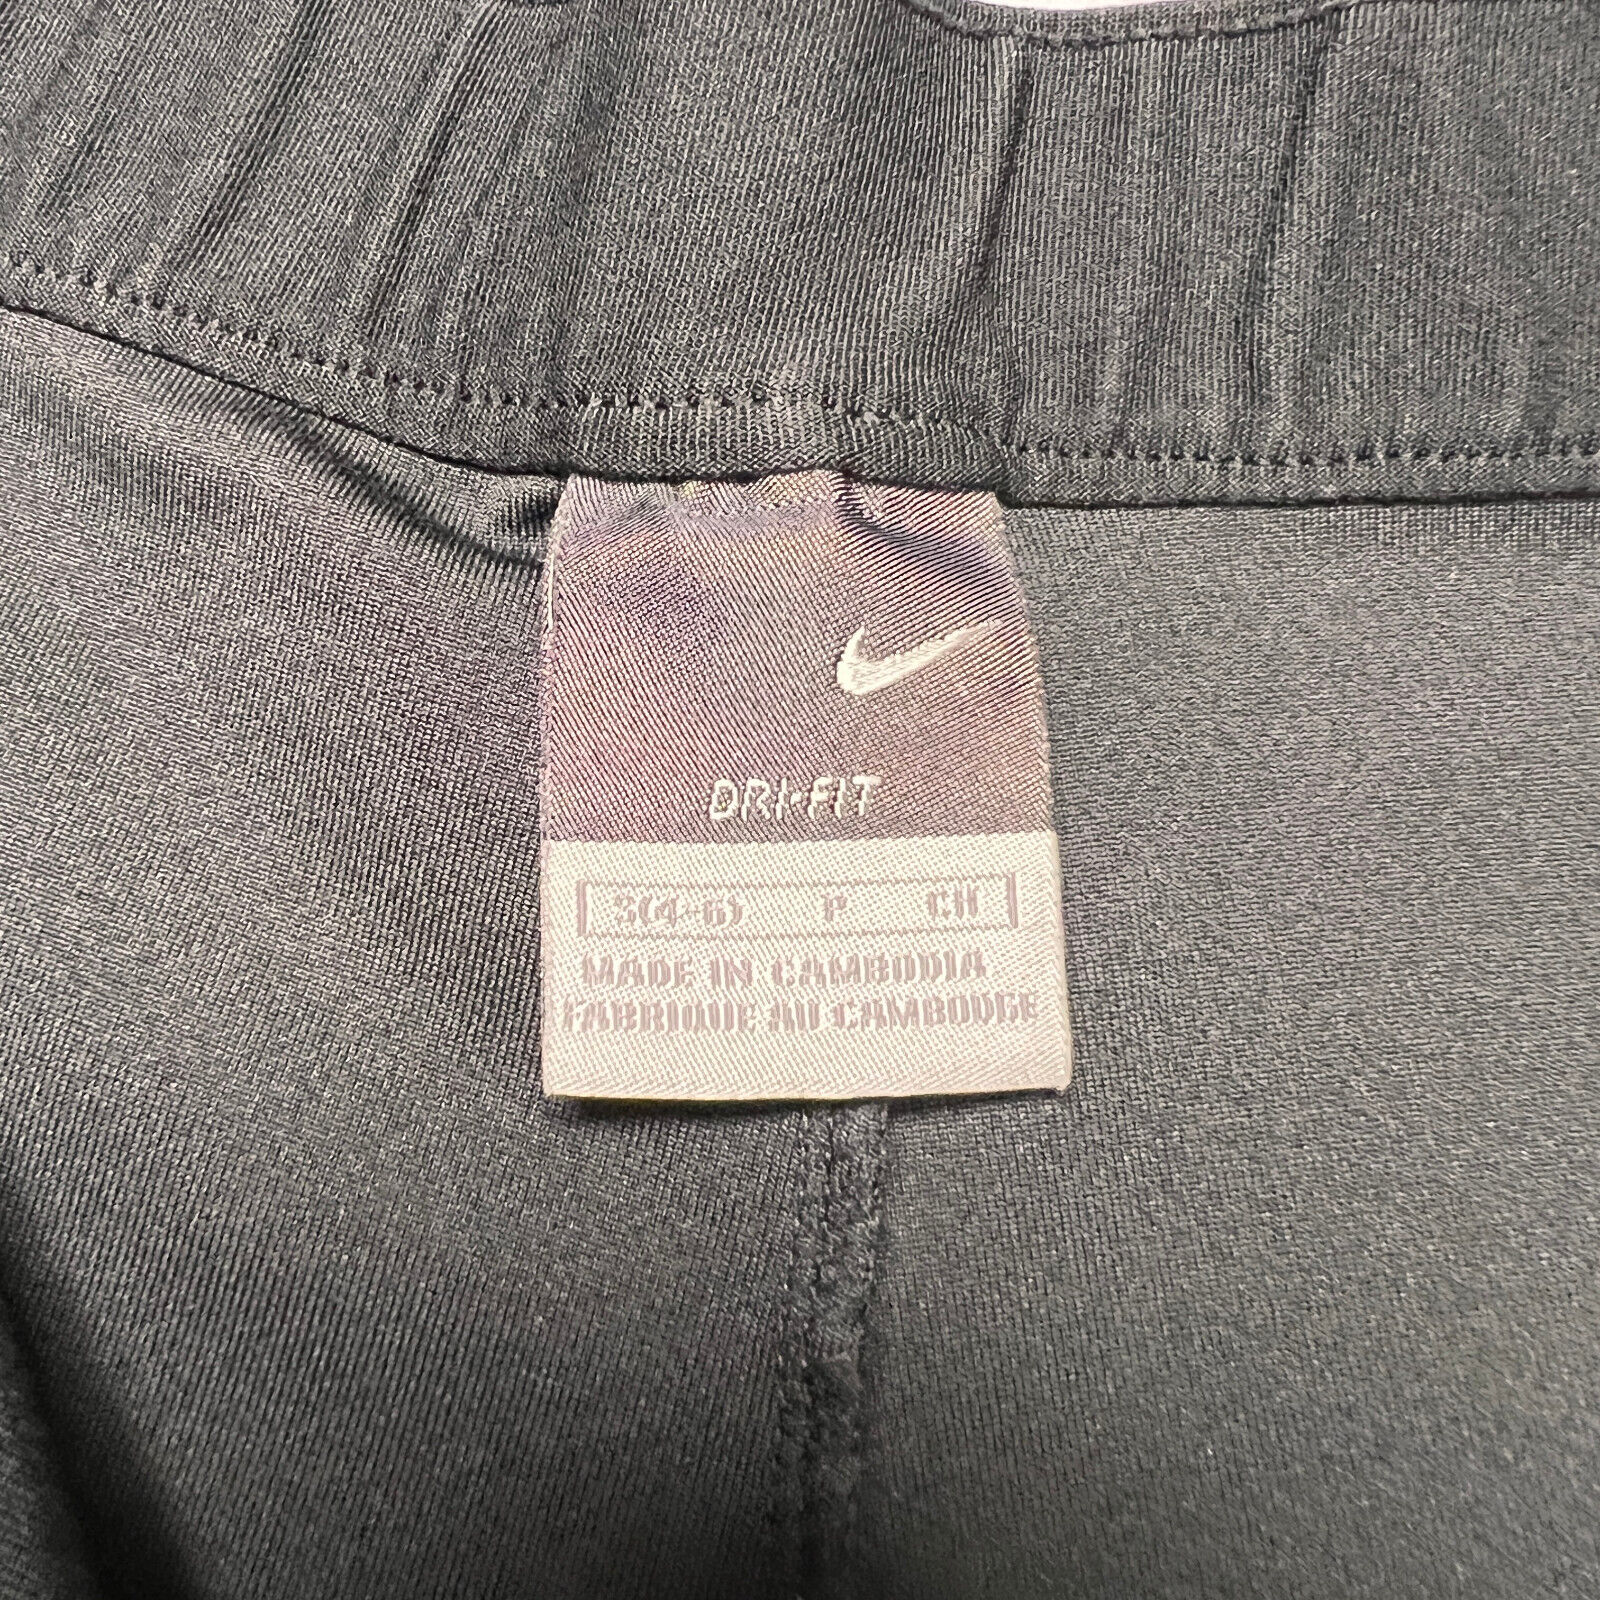 DRI-FIT
S(4-6) P CH
MADE IN CAMBODIA
FABRIQUE AU CAMBODGE